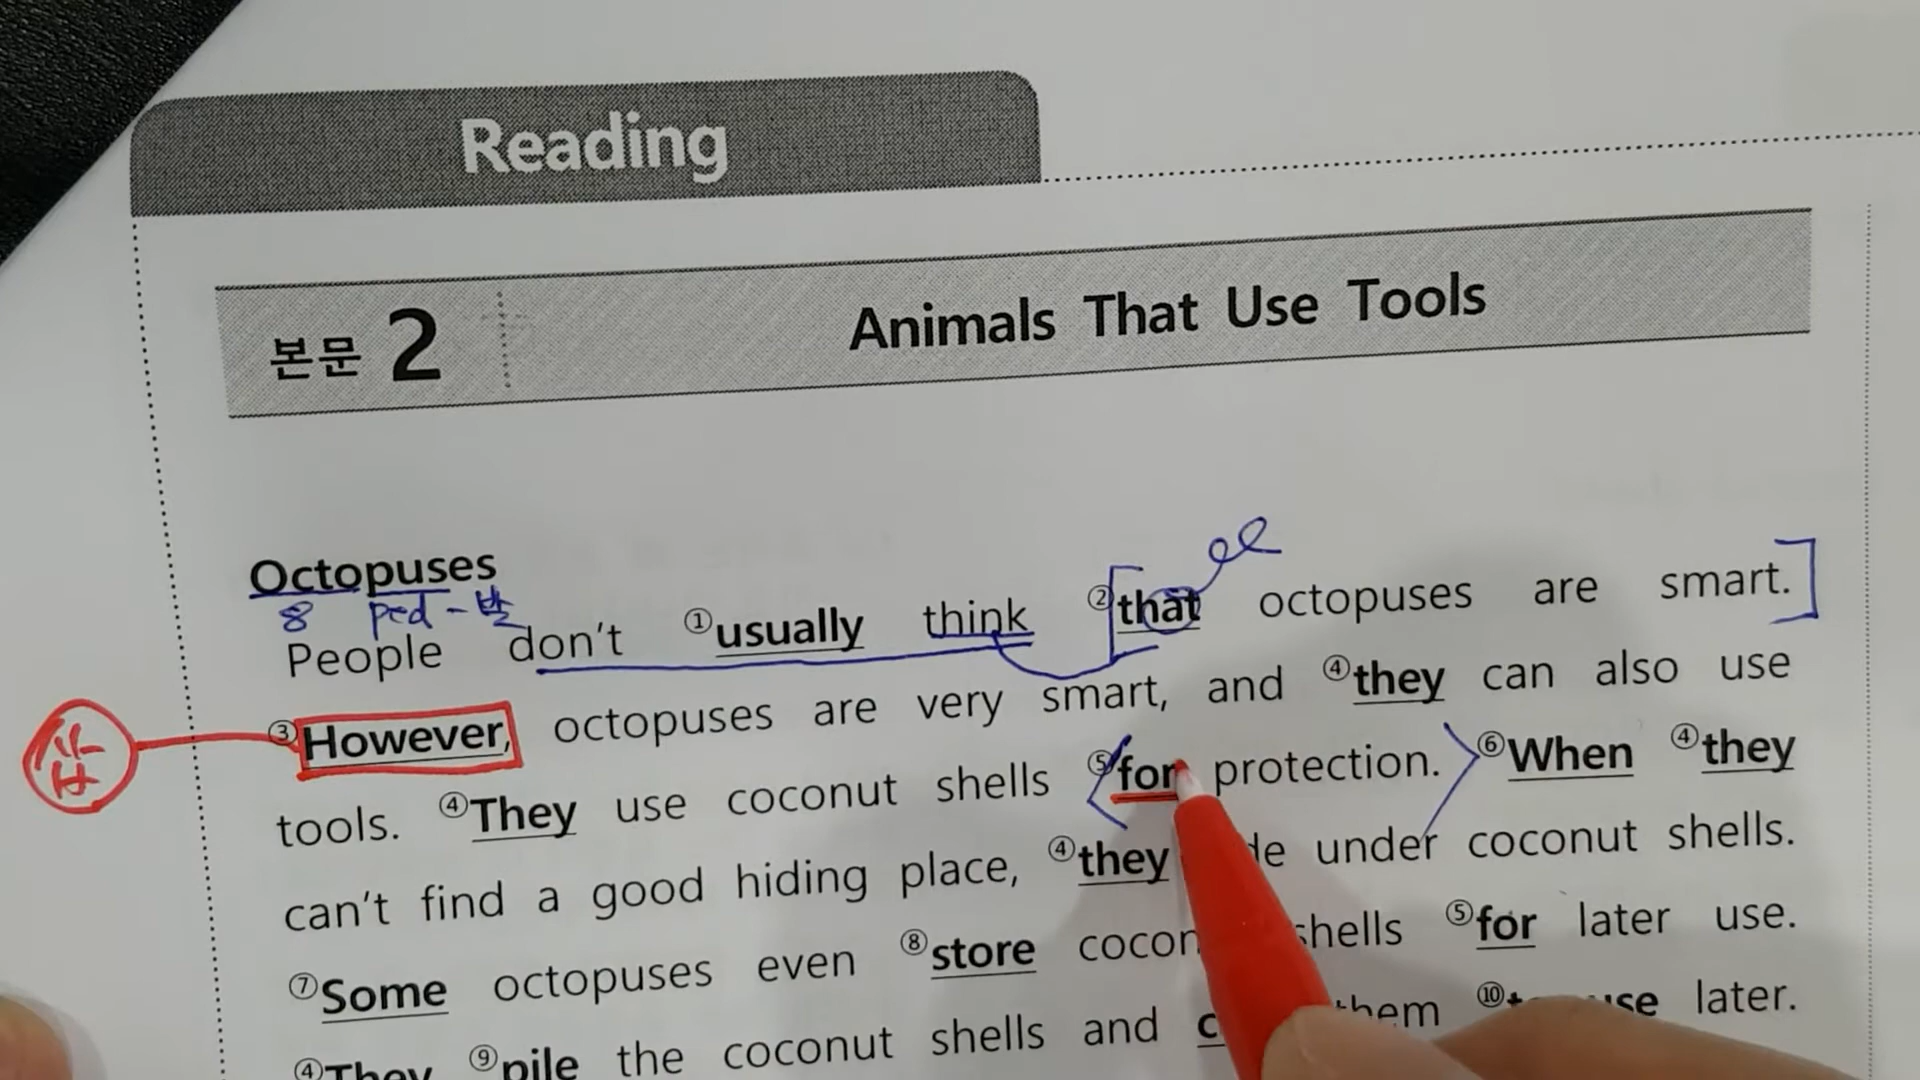 Reading
본문 2 Animals That Use Tools
Octopuses
8 ped - 발
People don't ①usually think ②that octopuses are smart.
③However, octopuses are very smart, and ④they can also use
tools. ④They use coconut shells ⑤for protection. ⑥When ④they
can't find a good hiding place, ④they under coconut shells.
⑦Some octopuses even ⑧store shells ⑤for later use.
④They ⑨pile the coconut shells and them ⑩ later.